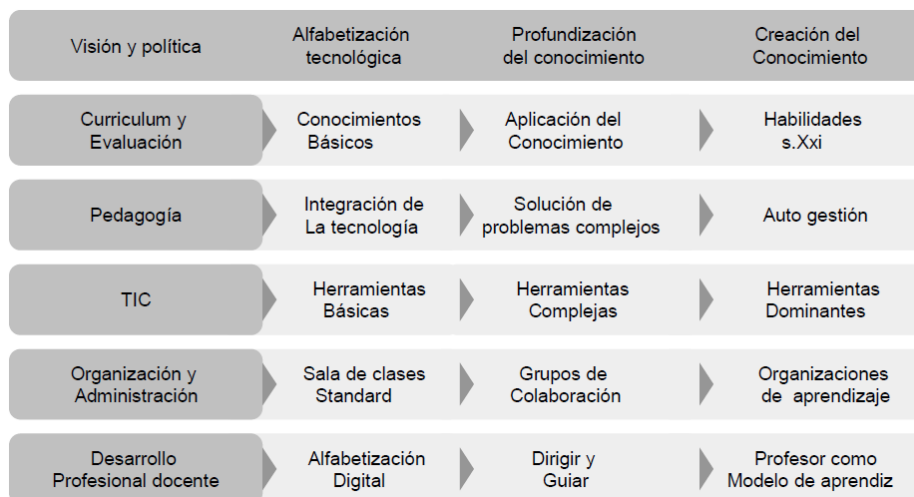 Visión y política
Alfabetización
tecnológica
Profundización
del conocimiento
Creación del
Conocimiento
Curriculum y
Evaluación
Conocimientos
Básicos
Aplicación del
Conocimiento
Habilidades
s.Xxi
Pedagogía
Integración de
La tecnología
Solución de
problemas complejos
Auto gestión
TIC
Herramientas
Básicas
Herramientas
Complejas
Herramientas
Dominantes
Organización y
Administración
Sala de clases
Standard
Grupos de
Colaboración
Organizaciones
de aprendizaje
Desarrollo
Profesional docente
Alfabetización
Digital
Dirigir y
Guiar
Profesor como
Modelo de aprendiz